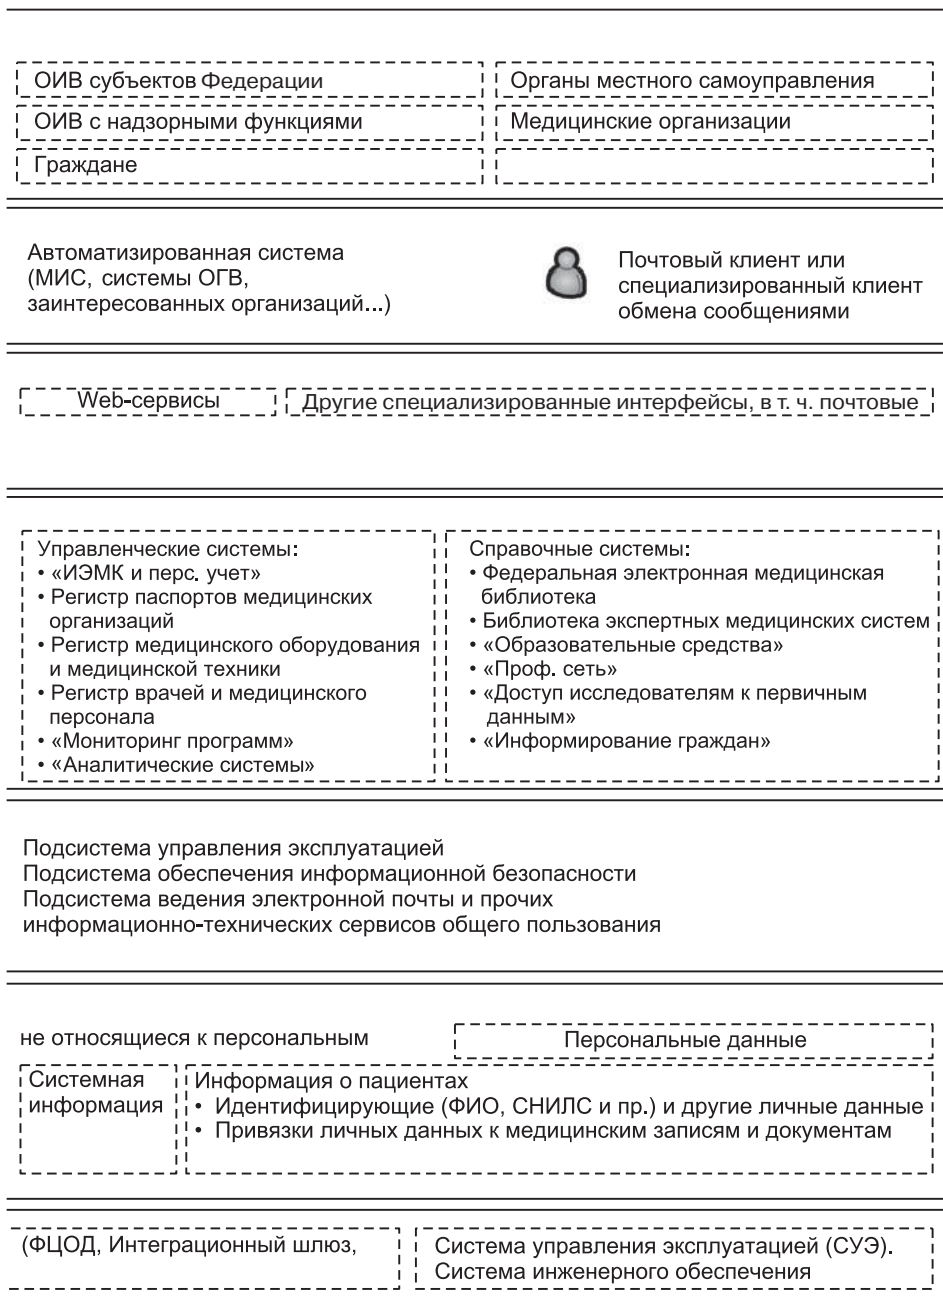 ОИВ субъектов Федерации
Органы местного самоуправления
ОИВ с надзорными функциями
Медицинские организации
Граждане
Автоматизированная система
(МИС, системы ОГВ,
заинтересованных организаций...)
Почтовый клиент или
специализированный клиент
обмена сообщениями
Web-сервисы
Другие специализированные интерфейсы, в т. ч. почтовые
Управленческие системы:
• «ИЭМК и перс. учет»
• Регистр паспортов медицинских
организаций
• Регистр медицинского оборудования
и медицинской техники
• Регистр врачей и медицинского
персонала
• «Мониторинг программ»
• «Аналитические системы»
Справочные системы:
• Федеральная электронная медицинская
библиотека
• Библиотека экспертных медицинских систем
• «Образовательные средства»
• «Проф. сеть»
• «Доступ исследователям к первичным
данным»
• «Информирование граждан»
Подсистема управления эксплуатацией
Подсистема обеспечения информационной безопасности
Подсистема ведения электронной почты и прочих
информационно-технических сервисов общего пользования
не относящиеся к персональным
Персональные данные
Системная
информация
Информация о пациентах
• Идентифицирующие (ФИО, СНИЛС и пр.) и другие личные данные
• Привязки личных данных к медицинским записям и документам
(ФЦОД, Интеграционный шлюз,
Система управления эксплуатацией (СУЭ).
Система инженерного обеспечения